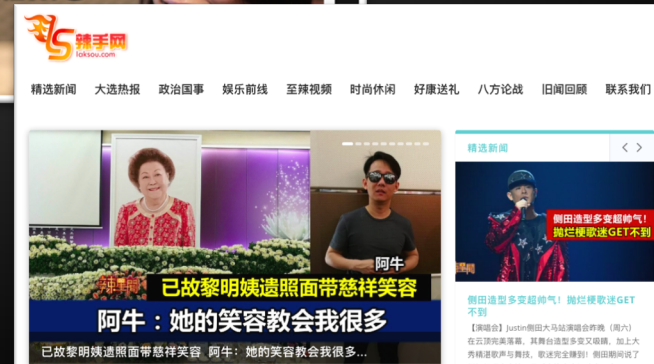 辣手网
loksou.com
精选新闻 大选热报 政治国事 娱乐前线 至辣视频 时尚休闲 好康送礼 八方论战 旧闻回顾 联系我们
阿牛
辣手网
已故黎明姨遗照面带慈祥笑容
阿牛：她的笑容教会我很多
已故黎明姨遗照面带慈祥笑容 阿牛：她的笑容教会我很多...
精选新闻
侧田造型多变超帅气！
抛烂梗歌迷GET不到
辣手网
侧田造型多变超帅气！抛烂梗歌迷GET
不到
【演唱会】Justin侧田大马站演唱会昨晚（周六）
在云顶完美落幕，其舞台造型多变又吸睛，加上大
秀精湛歌声与舞技，歌迷完全赚到！侧田期间说了